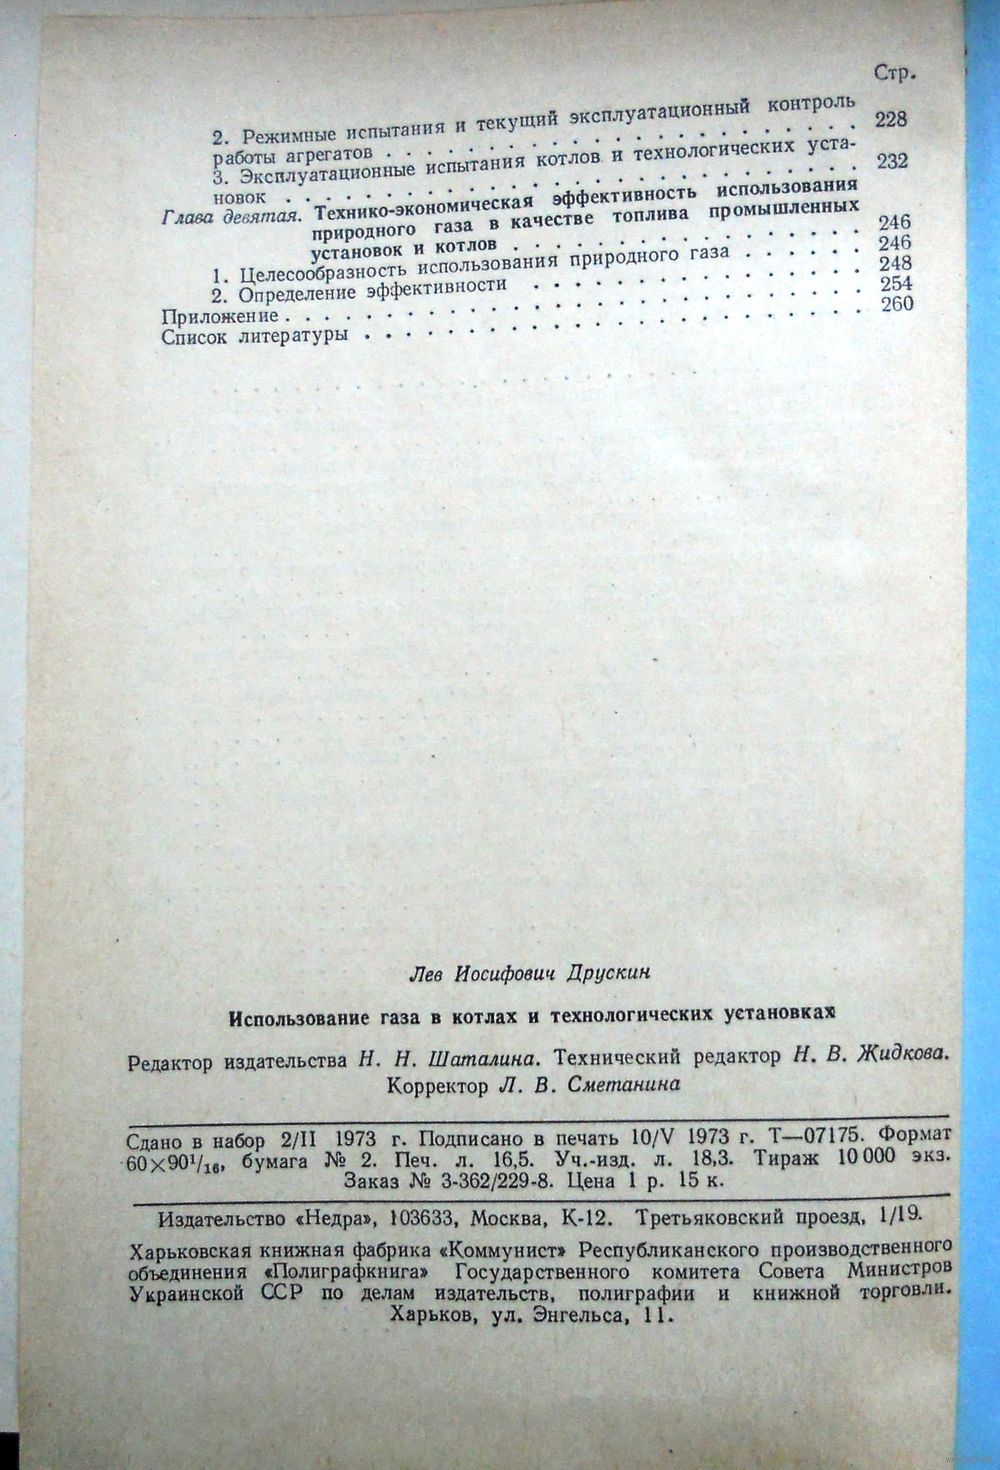 Стр.
2. Режимные испытания и текущий эксплуатационный контроль
работы агрегатов . . . . . . . . . . . . . . . . . . . . . . 228
3. Эксплуатационные испытания котлов и технологических уста-
новок . . . . . . . . . . . . . . . . . . . . . . . . . . . 232
Глава девятая. Технико-экономическая эффективность использования
природного газа в качестве топлива промышленных
установок и котлов . . . . . . . . . . . . . . . . . 246
1. Целесообразность использования природного газа . . . . . . 246
2. Определение эффективности . . . . . . . . . . . . . . . . 248
Приложение . . . . . . . . . . . . . . . . . . . . . . . . . . . 254
Список литературы . . . . . . . . . . . . . . . . . . . . . . . . 260
Лев Иосифович Друскин
Использование газа в котлах и технологических установках
Редактор издательства Н. Н. Шаталина. Технический редактор Н. В. Жидкова.
Корректор Л. В. Сметанина
Сдано в набор 2/II 1973 г. Подписано в печать 10/V 1973 г. Т—07175. Формат
60×90¹/₁₆, бумага № 2. Печ. л. 16,5. Уч.-изд. л. 18,3. Тираж 10 000 экз.
Заказ № 3-362/229-8. Цена 1 р. 15 к.
Издательство «Недра», 103633, Москва, К-12. Третьяковский проезд, 1/19.
Харьковская книжная фабрика «Коммунист» Республиканского производственного
объединения «Полиграфкнига» Государственного комитета Совета Министров
Украинской ССР по делам издательств, полиграфии и книжной торговли.
Харьков, ул. Энгельса, 11.